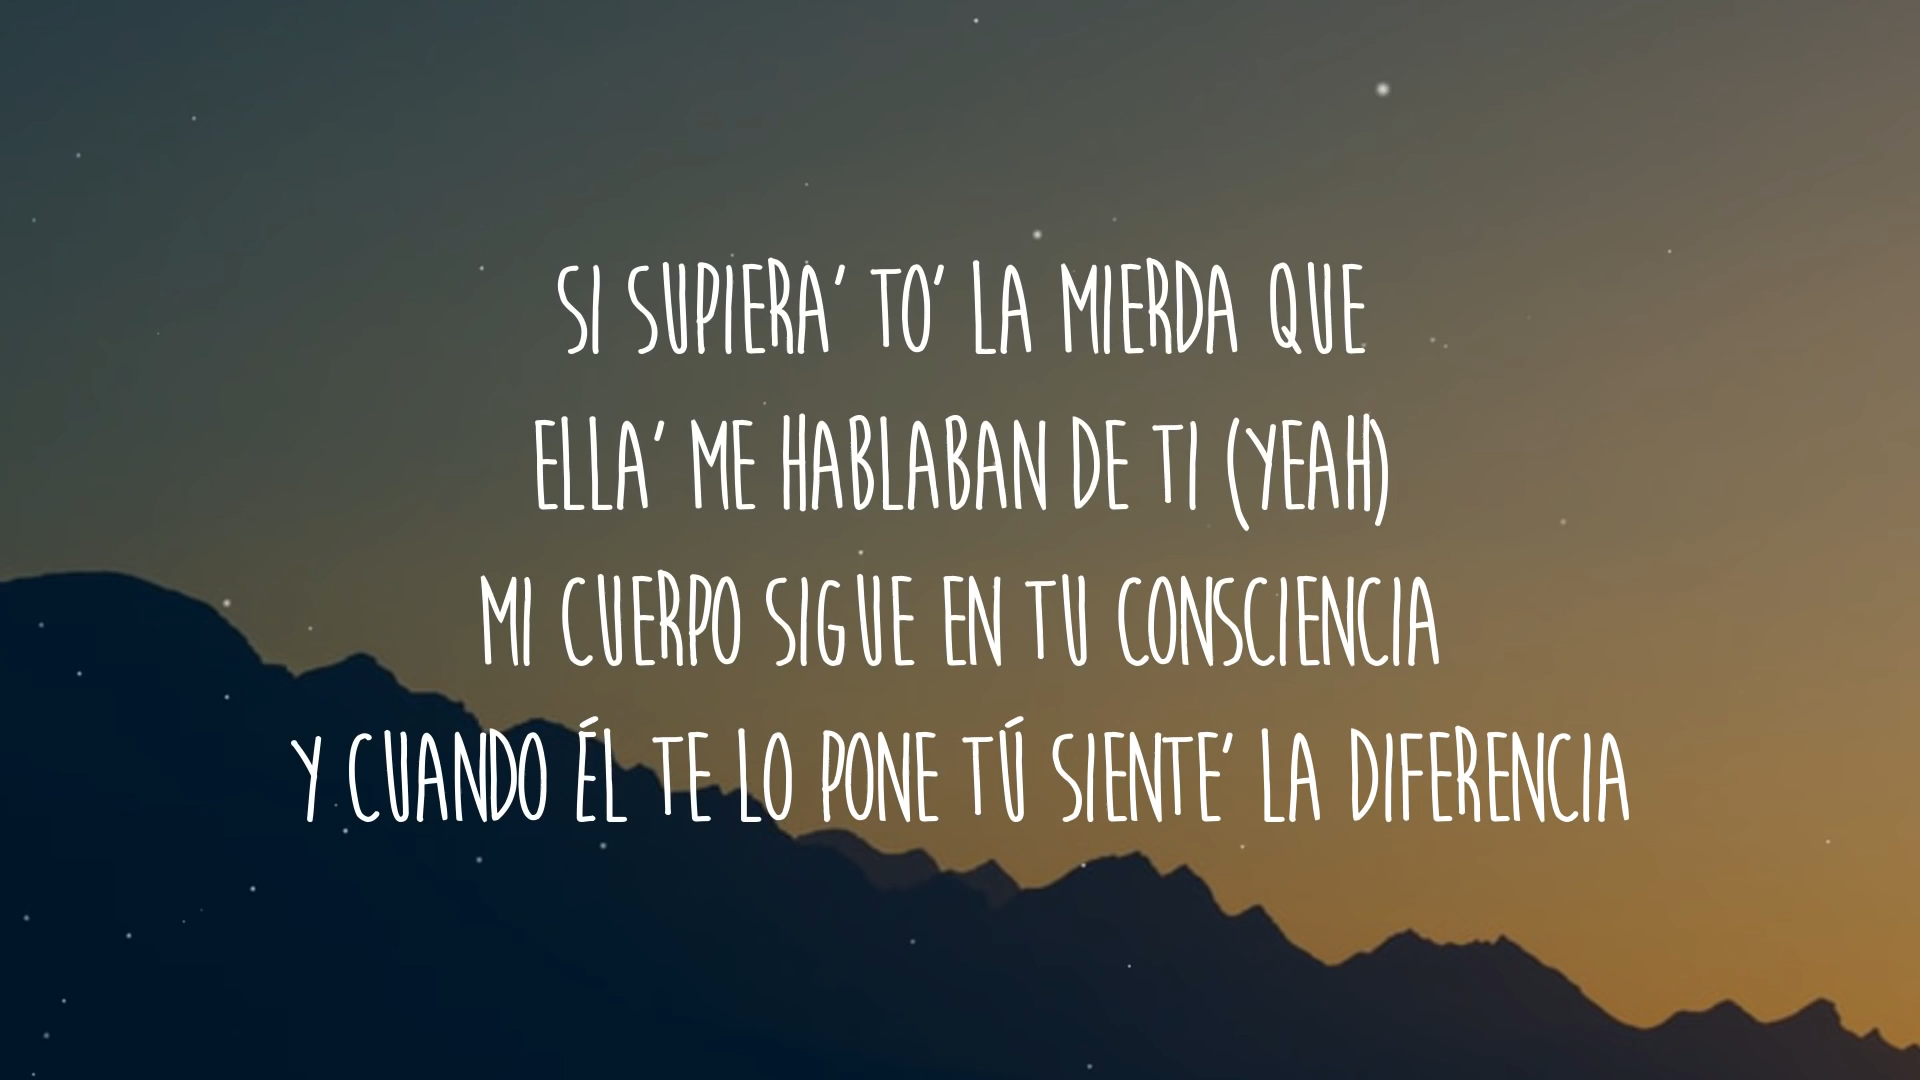 SI SUPIERA' TO' LA MIERDA QUE
ELLA' ME HABLABAN DE TI (YEAH)
MI CUERPO SIGUE EN TU CONSCIENCIA
Y CUANDO ÉL TE LO PONE TÚ SIENTE' LA DIFERENCIA